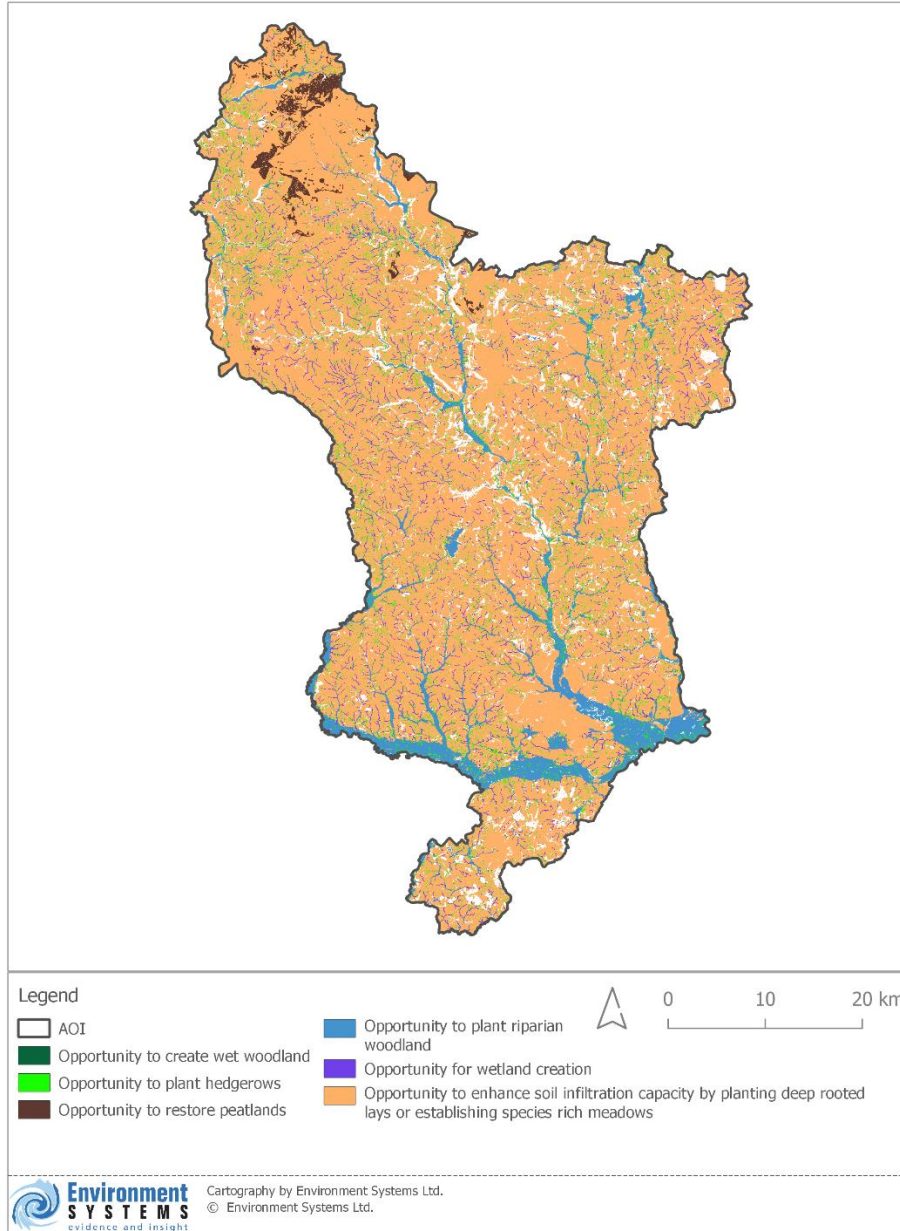 Legend
AOI
Opportunity to create wet woodland
Opportunity to plant hedgerows
Opportunity to restore peatlands
Opportunity to plant riparian
woodland
Opportunity for wetland creation
Opportunity to enhance soil infiltration capacity by planting deep rooted
lays or establishing species rich meadows
0 10 20 km
Environment
SYSTEMS
evidence and insight
Cartography by Environment Systems Ltd.
© Environment Systems Ltd.